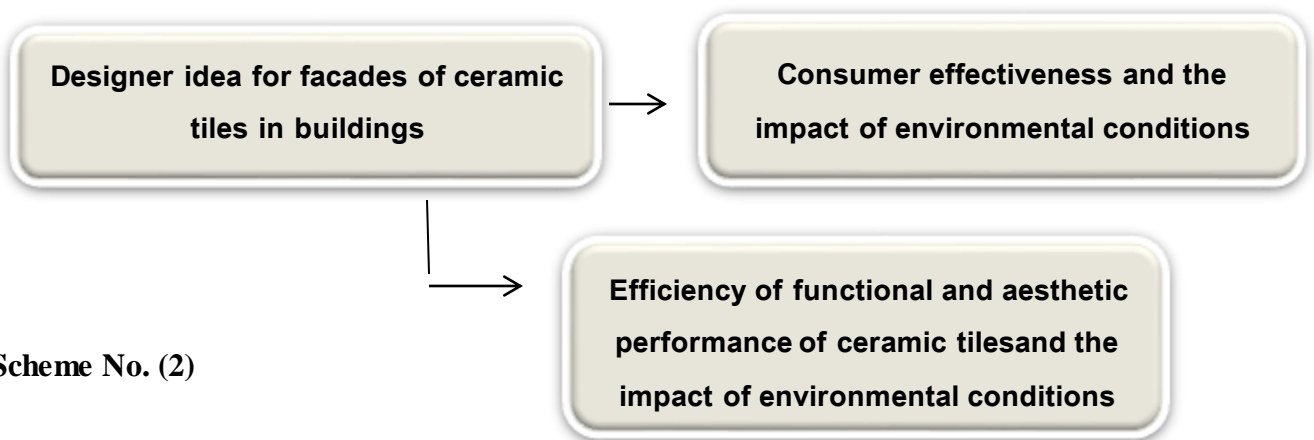 Designer idea for facades of ceramic
tiles in buildings
Consumer effectiveness and the
impact of environmental conditions
Efficiency of functional and aesthetic
performance of ceramic tilesand the
impact of environmental conditions
Scheme No. (2)